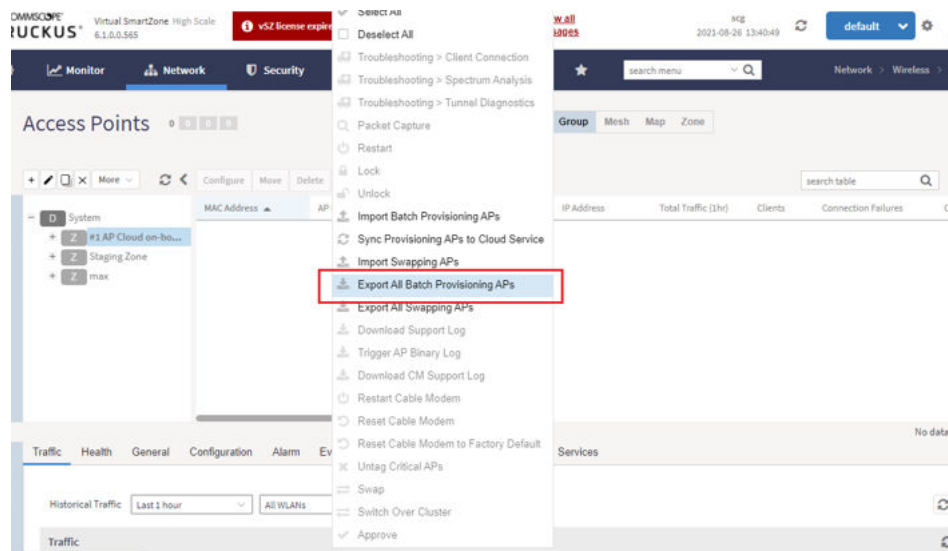 COMMSCOPE
RUCKUS
Virtual SmartZone High Scale
6.1.0.0.565
vSZ license expire
scg
2021-08-26 13:40:49
default
Monitor
Network
Security
search menu
Network > Wireless >
Access Points
0 0 0
Group Mesh Map Zone
More
Configure Move Delete
search table
MAC Address
AP
IP Address
Total Traffic (1hr)
Clients
Connection Failures
D System
Z #1 AP Cloud on-bo...
Z Staging Zone
Z max
Select All
Deselect All
Troubleshooting > Client Connection
Troubleshooting > Spectrum Analysis
Troubleshooting > Tunnel Diagnostics
Packet Capture
Restart
Lock
Unlock
Import Batch Provisioning APs
Sync Provisioning APs to Cloud Service
Import Swapping APs
Export All Batch Provisioning APs
Export All Swapping APs
Download Support Log
Trigger AP Binary Log
Download CM Support Log
Restart Cable Modem
Reset Cable Modem
Reset Cable Modem to Factory Default
Untag Critical APs
Swap
Switch Over Cluster
Approve
No data
Traffic Health General Configuration Alarm Ev
Services
Historical Traffic
Last 1 hour
All WLANs
Traffic